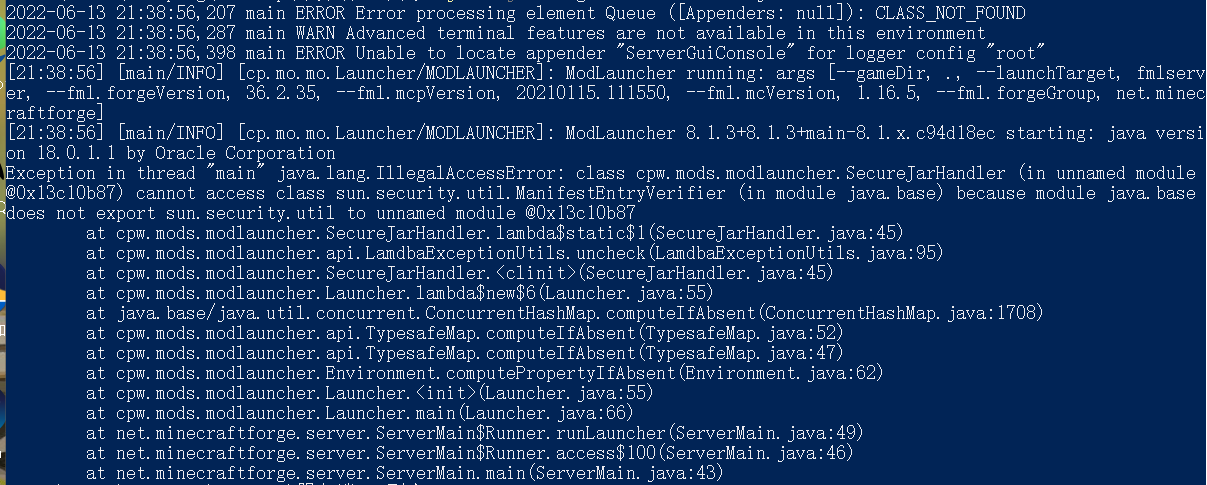 2022-06-13 21:38:56,207 main ERROR Error processing element Queue ([Appenders: null]): CLASS_NOT_FOUND
2022-06-13 21:38:56,287 main WARN Advanced terminal features are not available in this environment
2022-06-13 21:38:56,398 main ERROR Unable to locate appender "ServerGuiConsole" for logger config "root"
[21:38:56] [main/INFO] [cp.mo.mo.Launcher/MODLAUNCHER]: ModLauncher running: args [--gameDir, ., --launchTarget, fmlserv
er, --fml.forgeVersion, 36.2.35, --fml.mcpVersion, 20210115.111550, --fml.mcVersion, 1.16.5, --fml.forgeGroup, net.minec
raftforge]
[21:38:56] [main/INFO] [cp.mo.mo.Launcher/MODLAUNCHER]: ModLauncher 8.1.3+8.1.3+main-8.1.x.c94d18ec starting: java versi
on 18.0.1.1 by Oracle Corporation
Exception in thread "main" java.lang.IllegalAccessError: class cpw.mods.modlauncher.SecureJarHandler (in unnamed module
@0x13c10b87) cannot access class sun.security.util.ManifestEntryVerifier (in module java.base) because module java.base
does not export sun.security.util to unnamed module @0x13c10b87
at cpw.mods.modlauncher.SecureJarHandler.lambda$static$1(SecureJarHandler.java:45)
at cpw.mods.modlauncher.api.LamdbaExceptionUtils.uncheck(LamdbaExceptionUtils.java:95)
at cpw.mods.modlauncher.SecureJarHandler.<clinit>(SecureJarHandler.java:45)
at cpw.mods.modlauncher.Launcher.lambda$new$6(Launcher.java:55)
at java.base/java.util.concurrent.ConcurrentHashMap.computeIfAbsent(ConcurrentHashMap.java:1708)
at cpw.mods.modlauncher.api.TypesafeMap.computeIfAbsent(TypesafeMap.java:52)
at cpw.mods.modlauncher.api.TypesafeMap.computeIfAbsent(TypesafeMap.java:47)
at cpw.mods.modlauncher.Environment.computePropertyIfAbsent(Environment.java:62)
at cpw.mods.modlauncher.Launcher.<init>(Launcher.java:55)
at cpw.mods.modlauncher.Launcher.main(Launcher.java:66)
at net.minecraftforge.server.ServerMain$Runner.runLauncher(ServerMain.java:49)
at net.minecraftforge.server.ServerMain$Runner.access$100(ServerMain.java:46)
at net.minecraftforge.server.ServerMain.main(ServerMain.java:43)